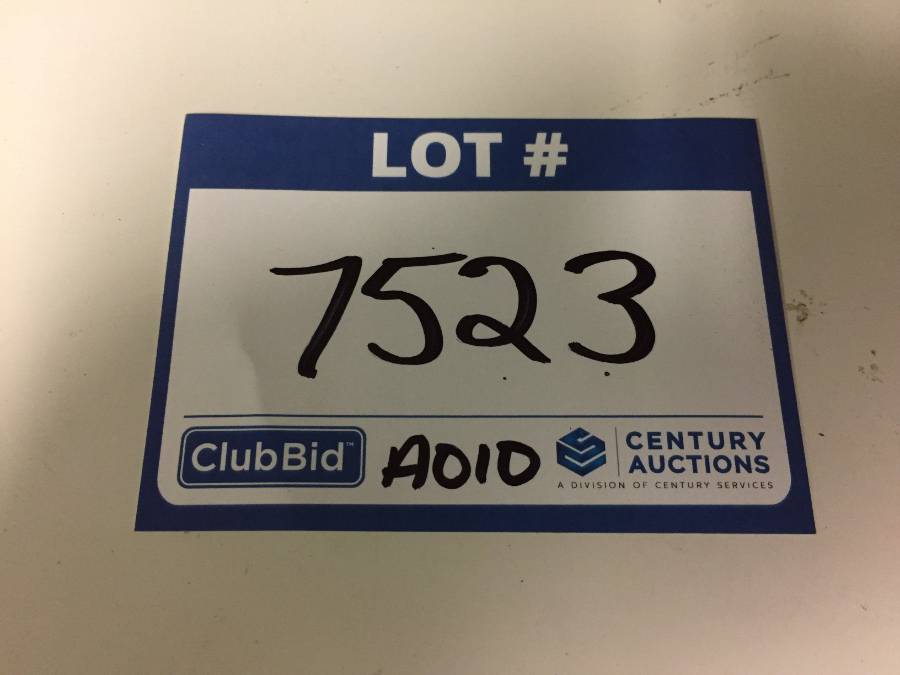 LOT #
7523
ClubBid™ A010 CENTURY AUCTIONS
A DIVISION OF CENTURY SERVICES